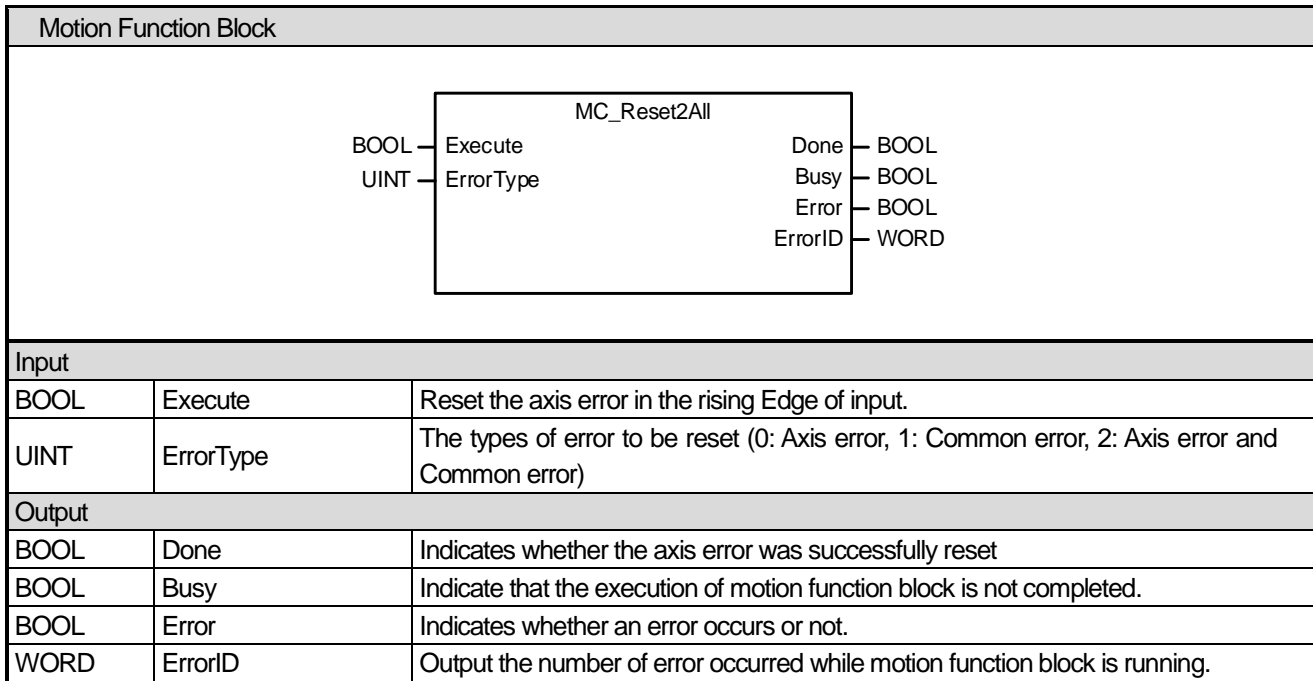 Motion Function Block
MC_Reset2All
BOOL Execute Done BOOL
UINT ErrorType Busy BOOL
Error BOOL
ErrorID WORD
Input
BOOL Execute Reset the axis error in the rising Edge of input.
UINT ErrorType The types of error to be reset (0: Axis error, 1: Common error, 2: Axis error and
Common error)
Output
BOOL Done Indicates whether the axis error was successfully reset
BOOL Busy Indicate that the execution of motion function block is not completed.
BOOL Error Indicates whether an error occurs or not.
WORD ErrorID Output the number of error occurred while motion function block is running.